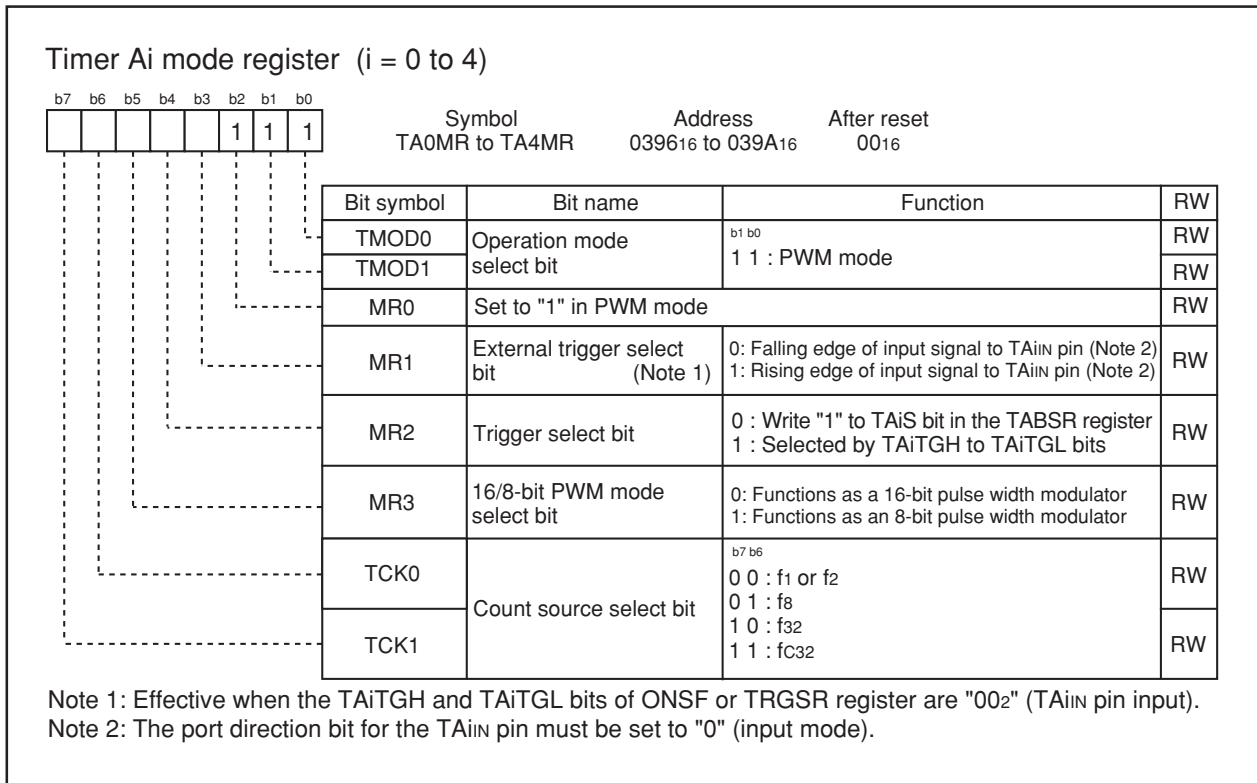 Timer Ai mode register (i = 0 to 4)
b7 b6 b5 b4 b3 b2 b1 b0
1 1 1
Symbol Address After reset
TA0MR to TA4MR 039616 to 039A16 0016
Bit symbol Bit name Function RW
TMOD0 Operation mode select bit b1 b0 RW
TMOD1 1 1 : PWM mode RW
MR0 Set to "1" in PWM mode RW
MR1 External trigger select bit (Note 1) 0: Falling edge of input signal to TAiIN pin (Note 2) RW
1: Rising edge of input signal to TAiIN pin (Note 2)
MR2 Trigger select bit 0 : Write "1" to TAiS bit in the TABSR register RW
1 : Selected by TAiTGH to TAiTGL bits
MR3 16/8-bit PWM mode select bit 0: Functions as a 16-bit pulse width modulator RW
1: Functions as an 8-bit pulse width modulator
b7 b6
TCK0 Count source select bit 0 0 : f1 or f2 RW
0 1 : f8
1 0 : f32
TCK1 1 1 : fC32 RW
Note 1: Effective when the TAiTGH and TAiTGL bits of ONSF or TRGSR register are "002" (TAiIN pin input).
Note 2: The port direction bit for the TAiIN pin must be set to "0" (input mode).